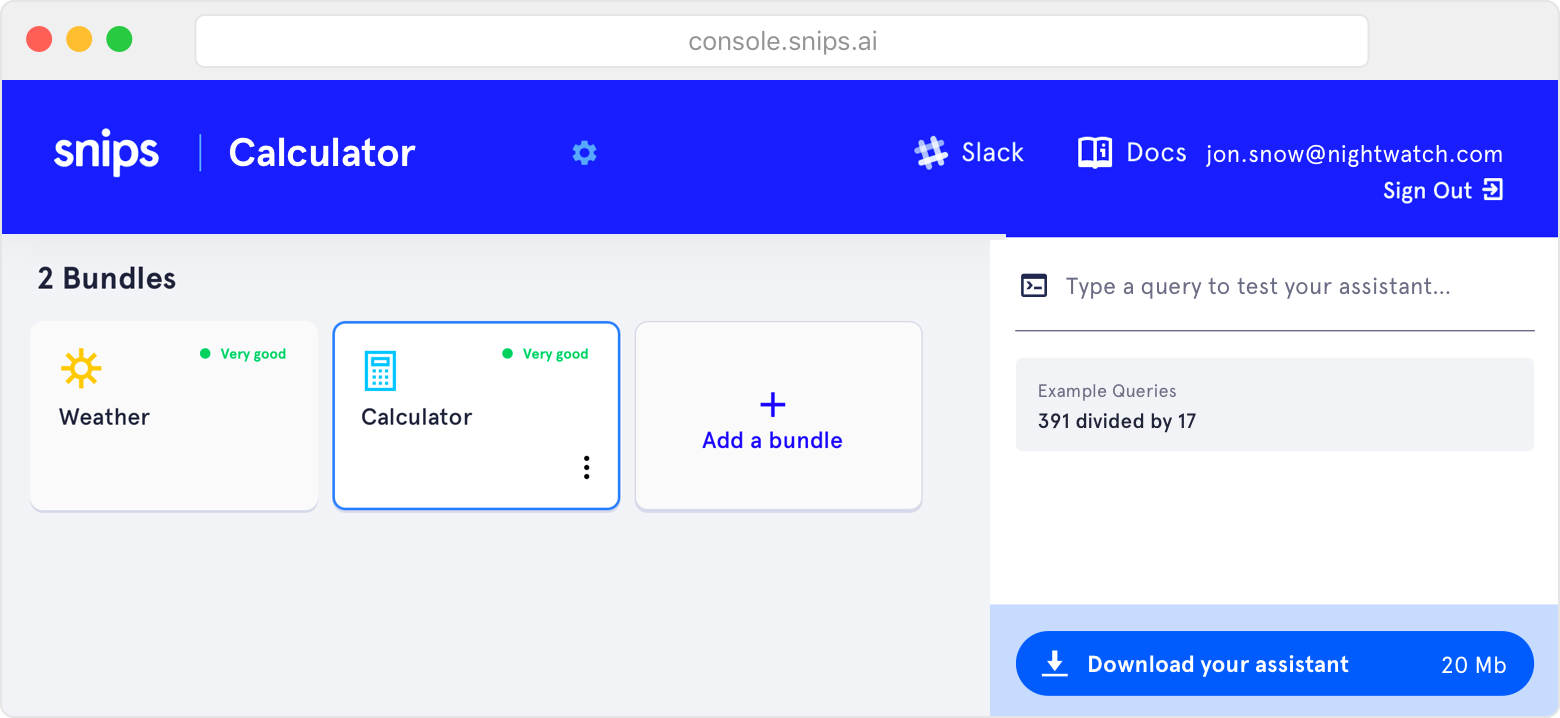 console.snips.ai
snips
Calculator
Slack
Docs
jon.snow@nightwatch.com
Sign Out
2 Bundles
Very good
Weather
Very good
Calculator
+
Add a bundle
Type a query to test your assistant...
Example Queries
391 divided by 17
Download your assistant
20 Mb